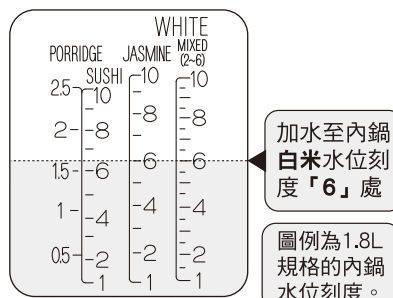 WHITE
PORRIDGE JASMINE MIXED
(2~6)
SUSHI
2.5 10 10 10
8 8
2 8
6 6
1.5 6
4 4
1 4
2 2
0.5 2
1 1 1
加水至內鍋
白米水位刻
度「6」處
圖例為1.8L
規格的內鍋
水位刻度。